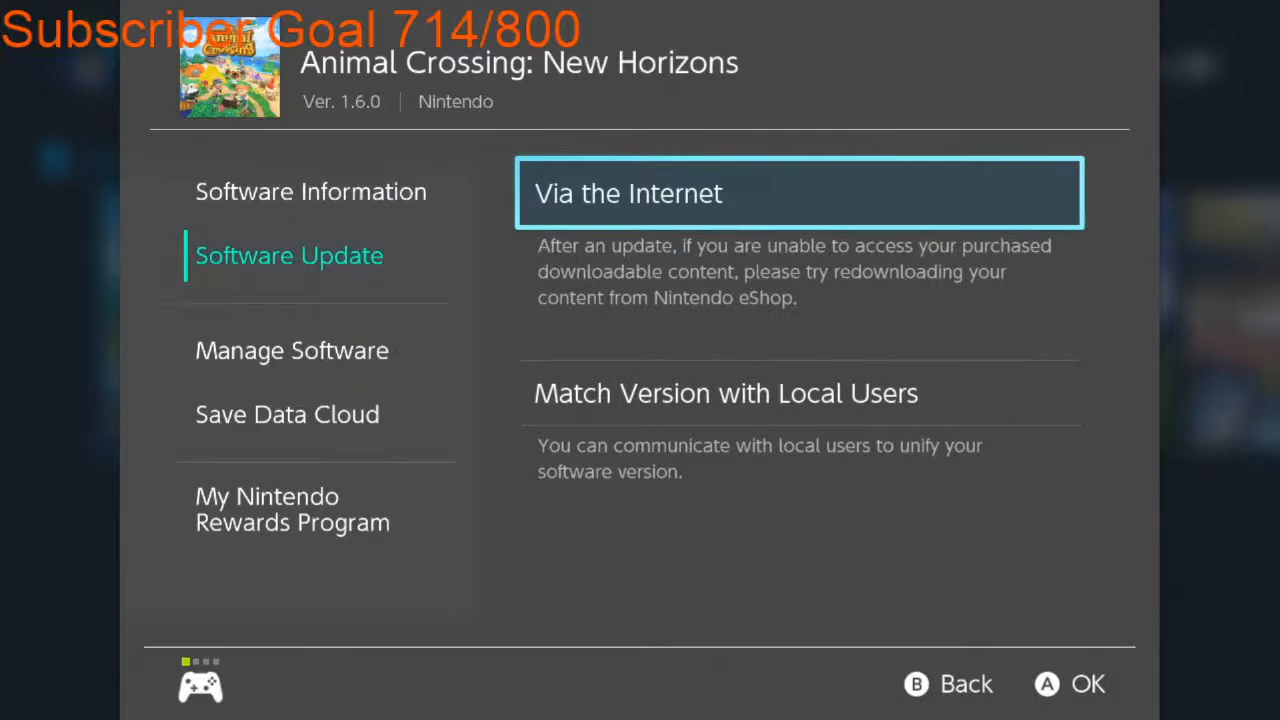 Subscriber Goal 714/800
Animal Crossing
Animal Crossing: New Horizons
Ver. 1.6.0 | Nintendo
Software Information
Software Update
Manage Software
Save Data Cloud
My Nintendo
Rewards Program
Via the Internet
After an update, if you are unable to access your purchased
downloadable content, please try redownloading your
content from Nintendo eShop.
Match Version with Local Users
You can communicate with local users to unify your
software version.
B Back
A OK